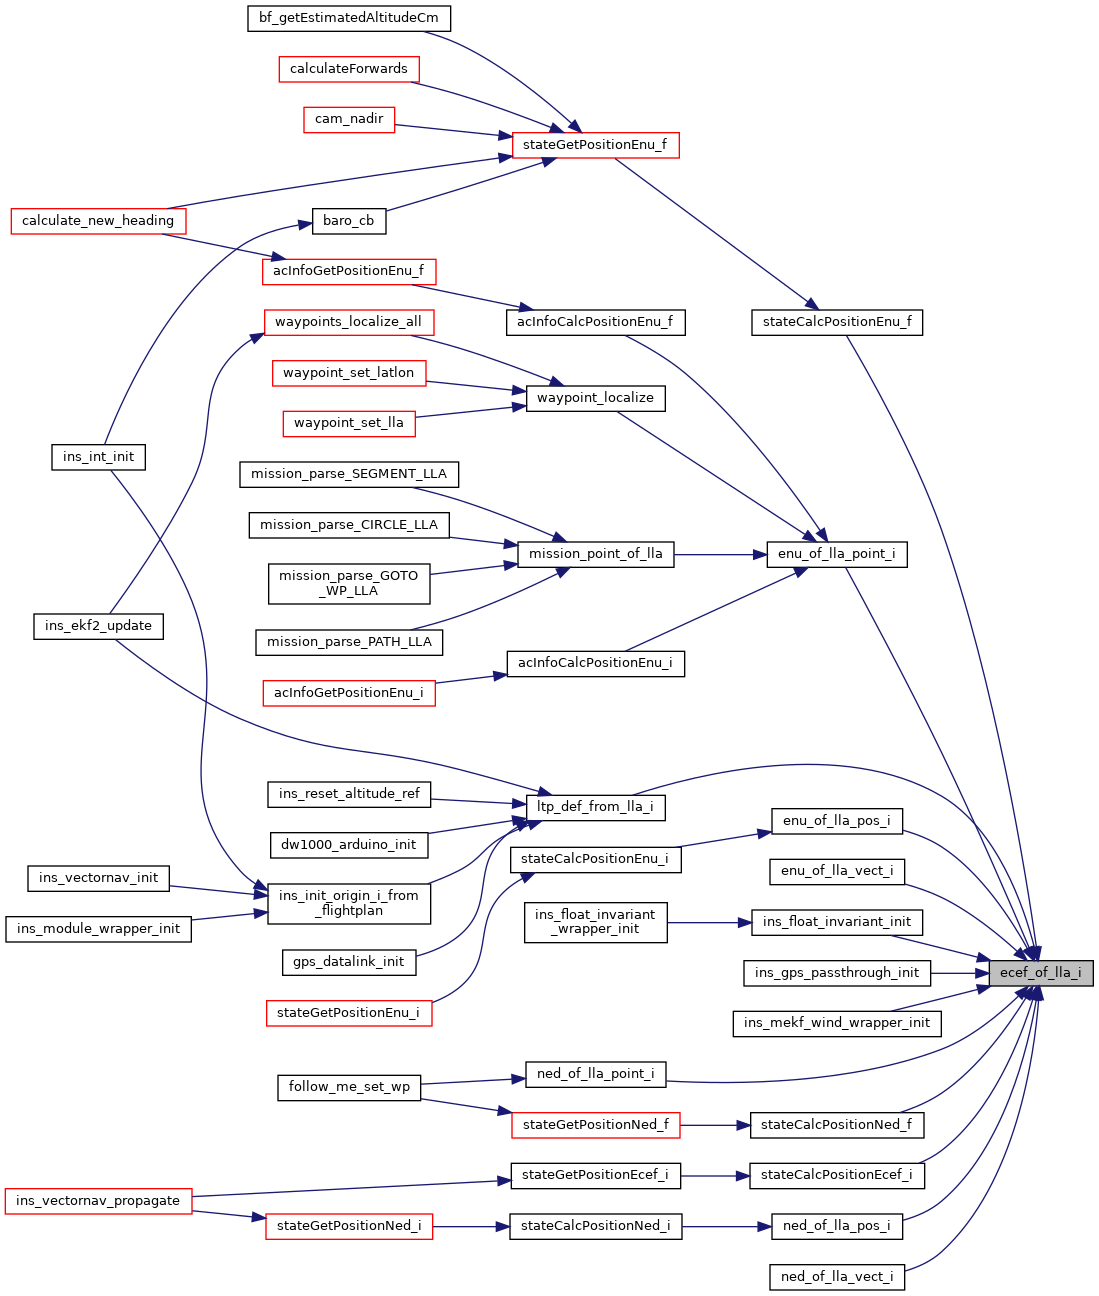 bf_getEstimatedAltitudeCm
calculateForwards
cam_nadir
stateGetPositionEnu_f
calculate_new_heading
baro_cb
acInfoGetPositionEnu_f
waypoints_localize_all
acInfoCalcPositionEnu_f
stateCalcPositionEnu_f
waypoint_set_latlon
waypoint_localize
waypoint_set_lla
ins_int_init
mission_parse_SEGMENT_LLA
mission_parse_CIRCLE_LLA
mission_point_of_lla
enu_of_lla_point_i
mission_parse_GOTO
_WP_LLA
ins_ekf2_update
mission_parse_PATH_LLA
acInfoCalcPositionEnu_i
acInfoGetPositionEnu_i
ins_reset_altitude_ref
ltp_def_from_lla_i
enu_of_lla_pos_i
dw1000_arduino_init
stateCalcPositionEnu_i
enu_of_lla_vect_i
ins_vectornav_init
ins_init_origin_i_from
_flightplan
ins_float_invariant
_wrapper_init
ins_float_invariant_init
ins_module_wrapper_init
gps_datalink_init
ins_gps_passthrough_init
ecef_of_lla_i
stateGetPositionEnu_i
ins_mekf_wind_wrapper_init
ned_of_lla_point_i
follow_me_set_wp
stateGetPositionNed_f
stateCalcPositionNed_f
stateGetPositionEcef_i
stateCalcPositionEcef_i
ins_vectornav_propagate
stateGetPositionNed_i
stateCalcPositionNed_i
ned_of_lla_pos_i
ned_of_lla_vect_i